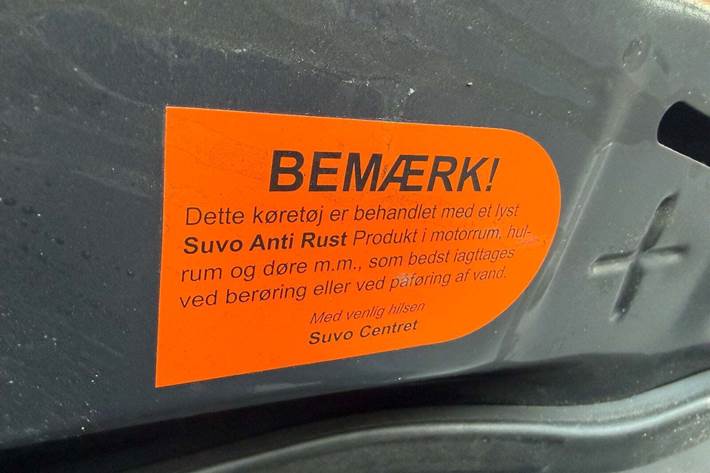 BEMÆRK!
Dette køretøj er behandlet med et lyst
Suvo Anti Rust Produkt i motorrum, hul-
rum og døre m.m., som bedst iagttages
ved berøring eller ved påføring af vand.
Med venlig hilsen
Suvo Centret